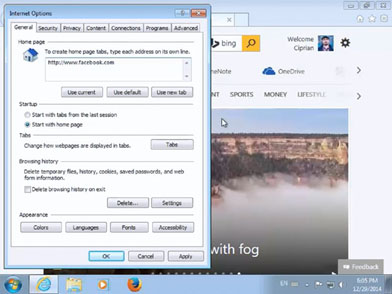 Internet Options
General Security Privacy Content Connections Programs Advanced
Home page
To create home page tabs, type each address on its own line.
http://www.facebook.com
Use current Use default Use new tab
Startup
Start with tabs from the last session
Start with home page
Tabs
Change how webpages are displayed in tabs. Tabs
Browsing history
Delete temporary files, history, cookies, saved passwords, and web form information.
Delete browsing history on exit
Delete... Settings
Appearance
Colors Languages Fonts Accessibility
OK Cancel Apply
bing
Welcome
Ciprian
OneDrive
SPORTS MONEY LIFESTYLE
with fog
Feedback
EN
6:05 PM
12/28/2014